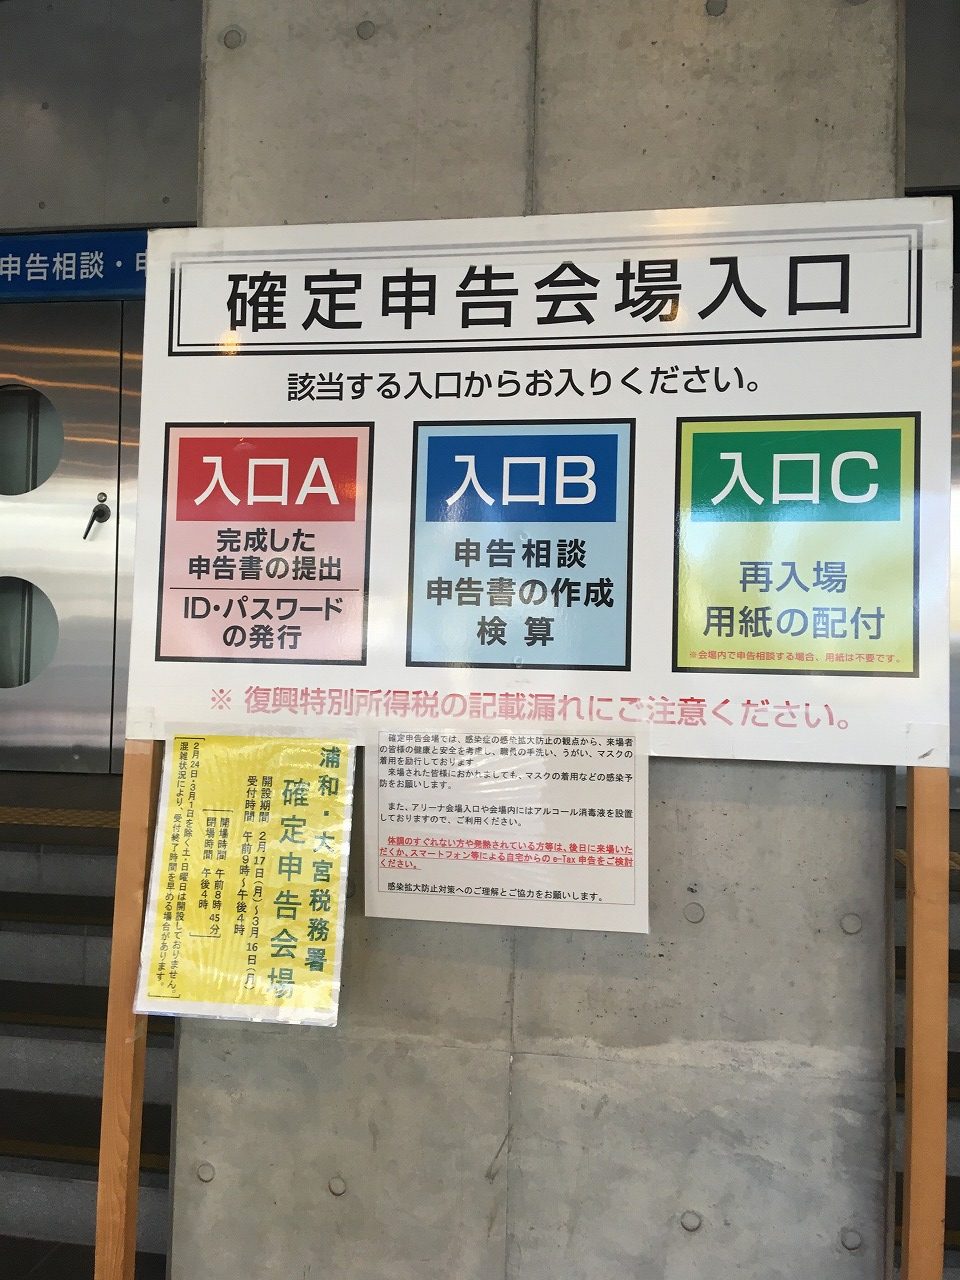 申告相談・申
確定申告会場入口
該当する入口からお入りください。
入口A
完成した
申告書の提出
ID・パスワード
の発行
入口B
申告相談
申告書の作成
検算
入口C
再入場
用紙の配付
※会場内で申告相談する場合、用紙は不要です。
※ 復興特別所得税の記載漏れにご注意ください。
浦和・大宮税務署
確定申告会場
開設期間 2月17日(月)～3月16日(月)
受付時間 午前9時～午後4時
開場時間 午前8時45分
閉場時間 午後4時
2月24日・3月1日を除く土・日曜日は開設しておりません。
混雑状況により、受付終了時間を早める場合があります。
確定申告会場では、感染症の感染拡大防止の観点から、来場者
の皆様の健康と安全を考慮し、職員の手洗い、うがい、マスクの
着用を励行しております
来場された皆様におかれましても、マスクの着用などの感染予
防をお願いします。
また、アリーナ会場入口や会場内にはアルコール消毒液を設置
しておりますので、ご利用ください。
体調のすぐれない方や発熱されている方等は、後日に来場いた
だくか、スマートフォン等による自宅からの e-Tax 申告をご検討
ください。
感染拡大防止対策へのご理解とご協力をお願いします。